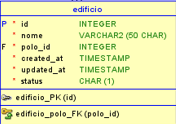 edificio
P * id INTEGER
* nome VARCHAR2 (50 CHAR)
F * polo_id INTEGER
* created_at TIMESTAMP
* updated_at TIMESTAMP
* status CHAR (1)
edificio_PK (id)
edificio_polo_FK (polo_id)